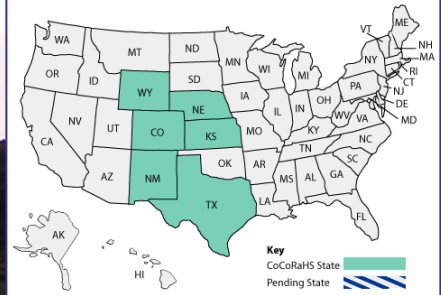 WA
MT
ND
MN
ME
VT
NH
MA
RI
CT
NJ
DE
MD
OR
ID
WY
SD
WI
MI
NY
PA
IA
NE
NV
UT
CO
KS
MO
IL
IN
OH
WV
VA
KY
CA
AZ
NM
OK
AR
TN
NC
SC
TX
LA
MS
AL
GA
FL
AK
HI
Key
CoCoRaHS State
Pending State